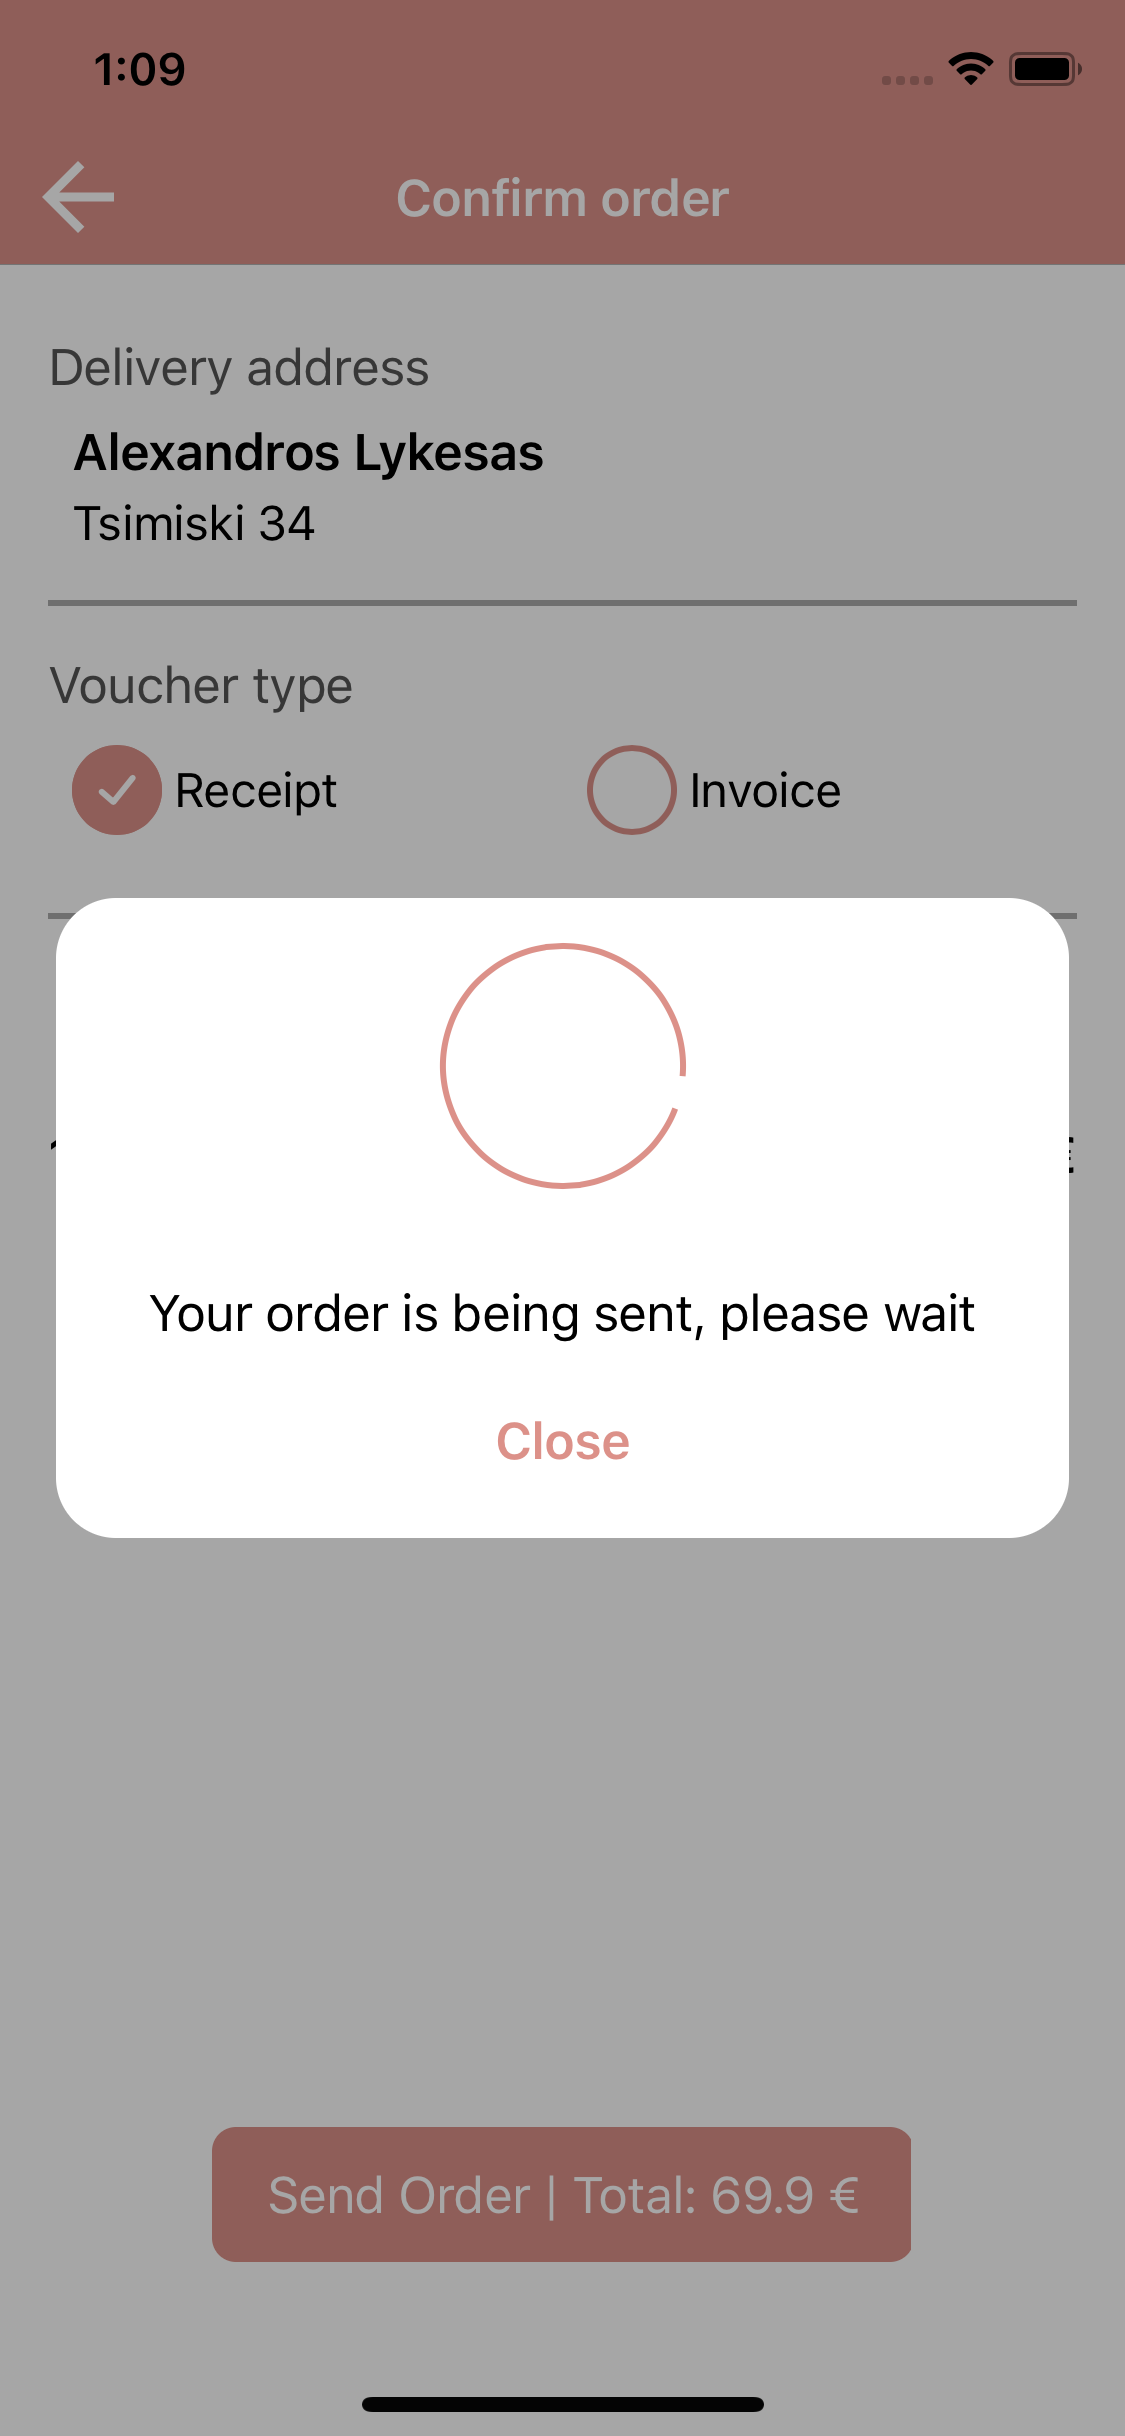 1:09
Confirm order
Delivery address
Alexandros Lykesas
Tsimiski 34
Voucher type
Receipt
Invoice
Your order is being sent, please wait
Close
Send Order | Total: 69.9 €